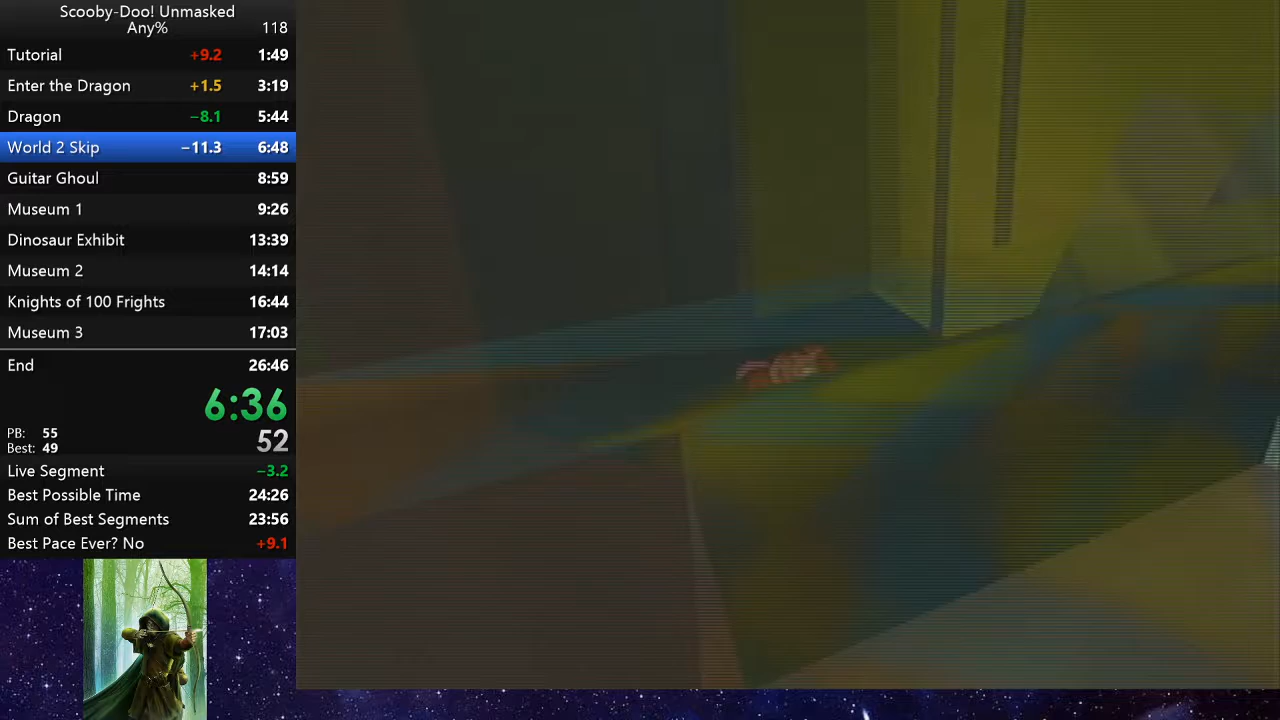 Scooby-Doo! Unmasked
Any% 118
Tutorial +9.2 1:49
Enter the Dragon +1.5 3:19
Dragon −8.1 5:44
World 2 Skip −11.3 6:48
Guitar Ghoul 8:59
Museum 1 9:26
Dinosaur Exhibit 13:39
Museum 2 14:14
Knights of 100 Frights 16:44
Museum 3 17:03
End 26:46
6:36
PB: 55
Best: 49 52
Live Segment −3.2
Best Possible Time 24:26
Sum of Best Segments 23:56
Best Pace Ever? No +9.1